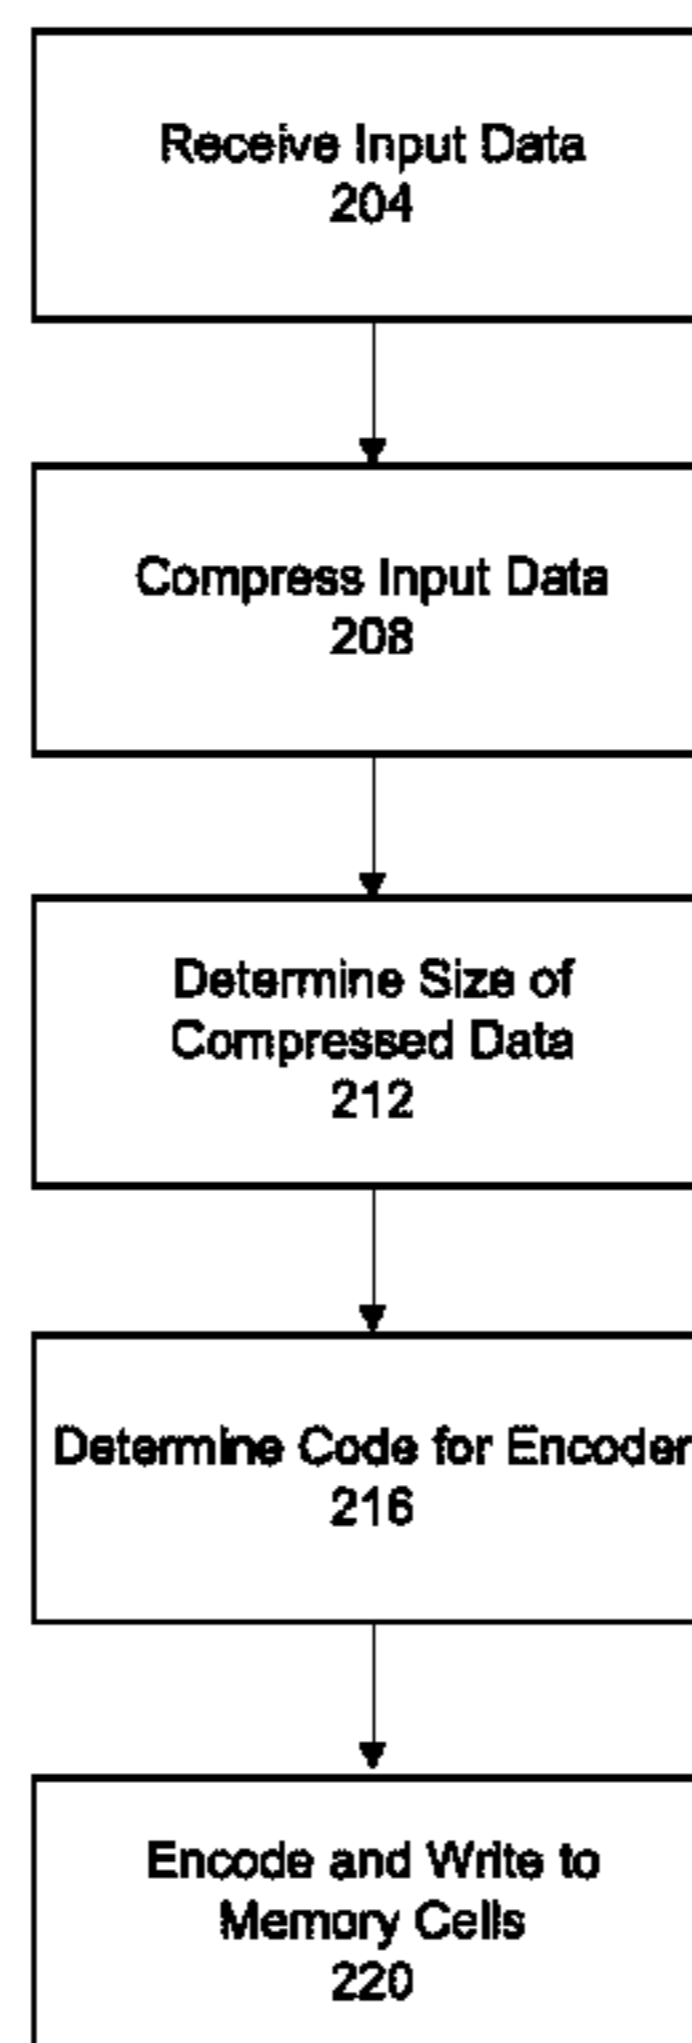 Receive Input Data
204
Compress Input Data
208
Determine Size of
Compressed Data
212
Determine Code for Encoder
216
Encode and Write to
Memory Cells
220